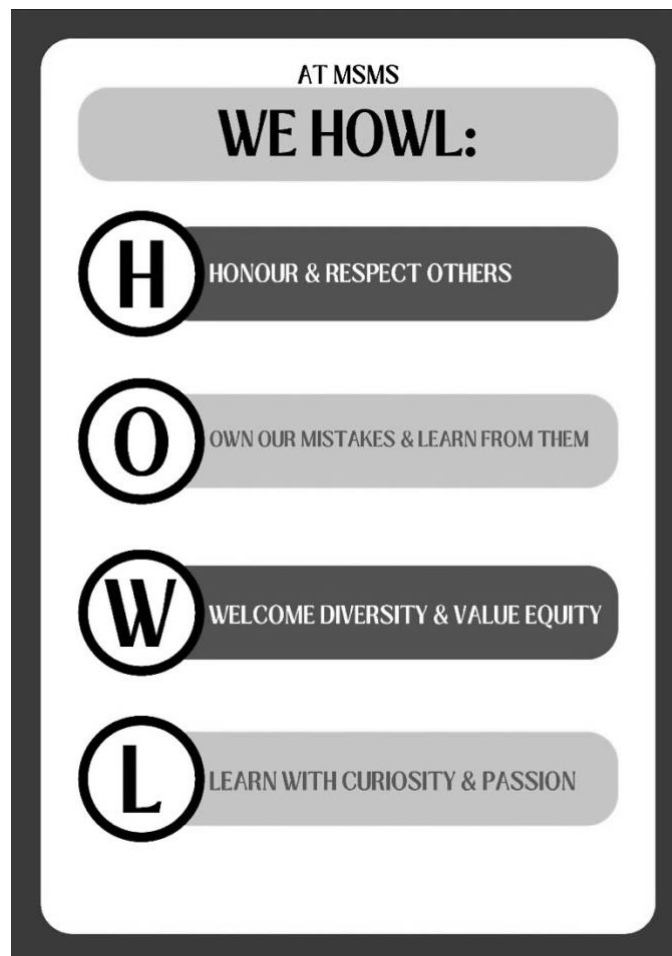 AT MSMS
WE HOWL:
H
HONOUR & RESPECT OTHERS
O
OWN OUR MISTAKES & LEARN FROM THEM
W
WELCOME DIVERSITY & VALUE EQUITY
L
LEARN WITH CURIOSITY & PASSION